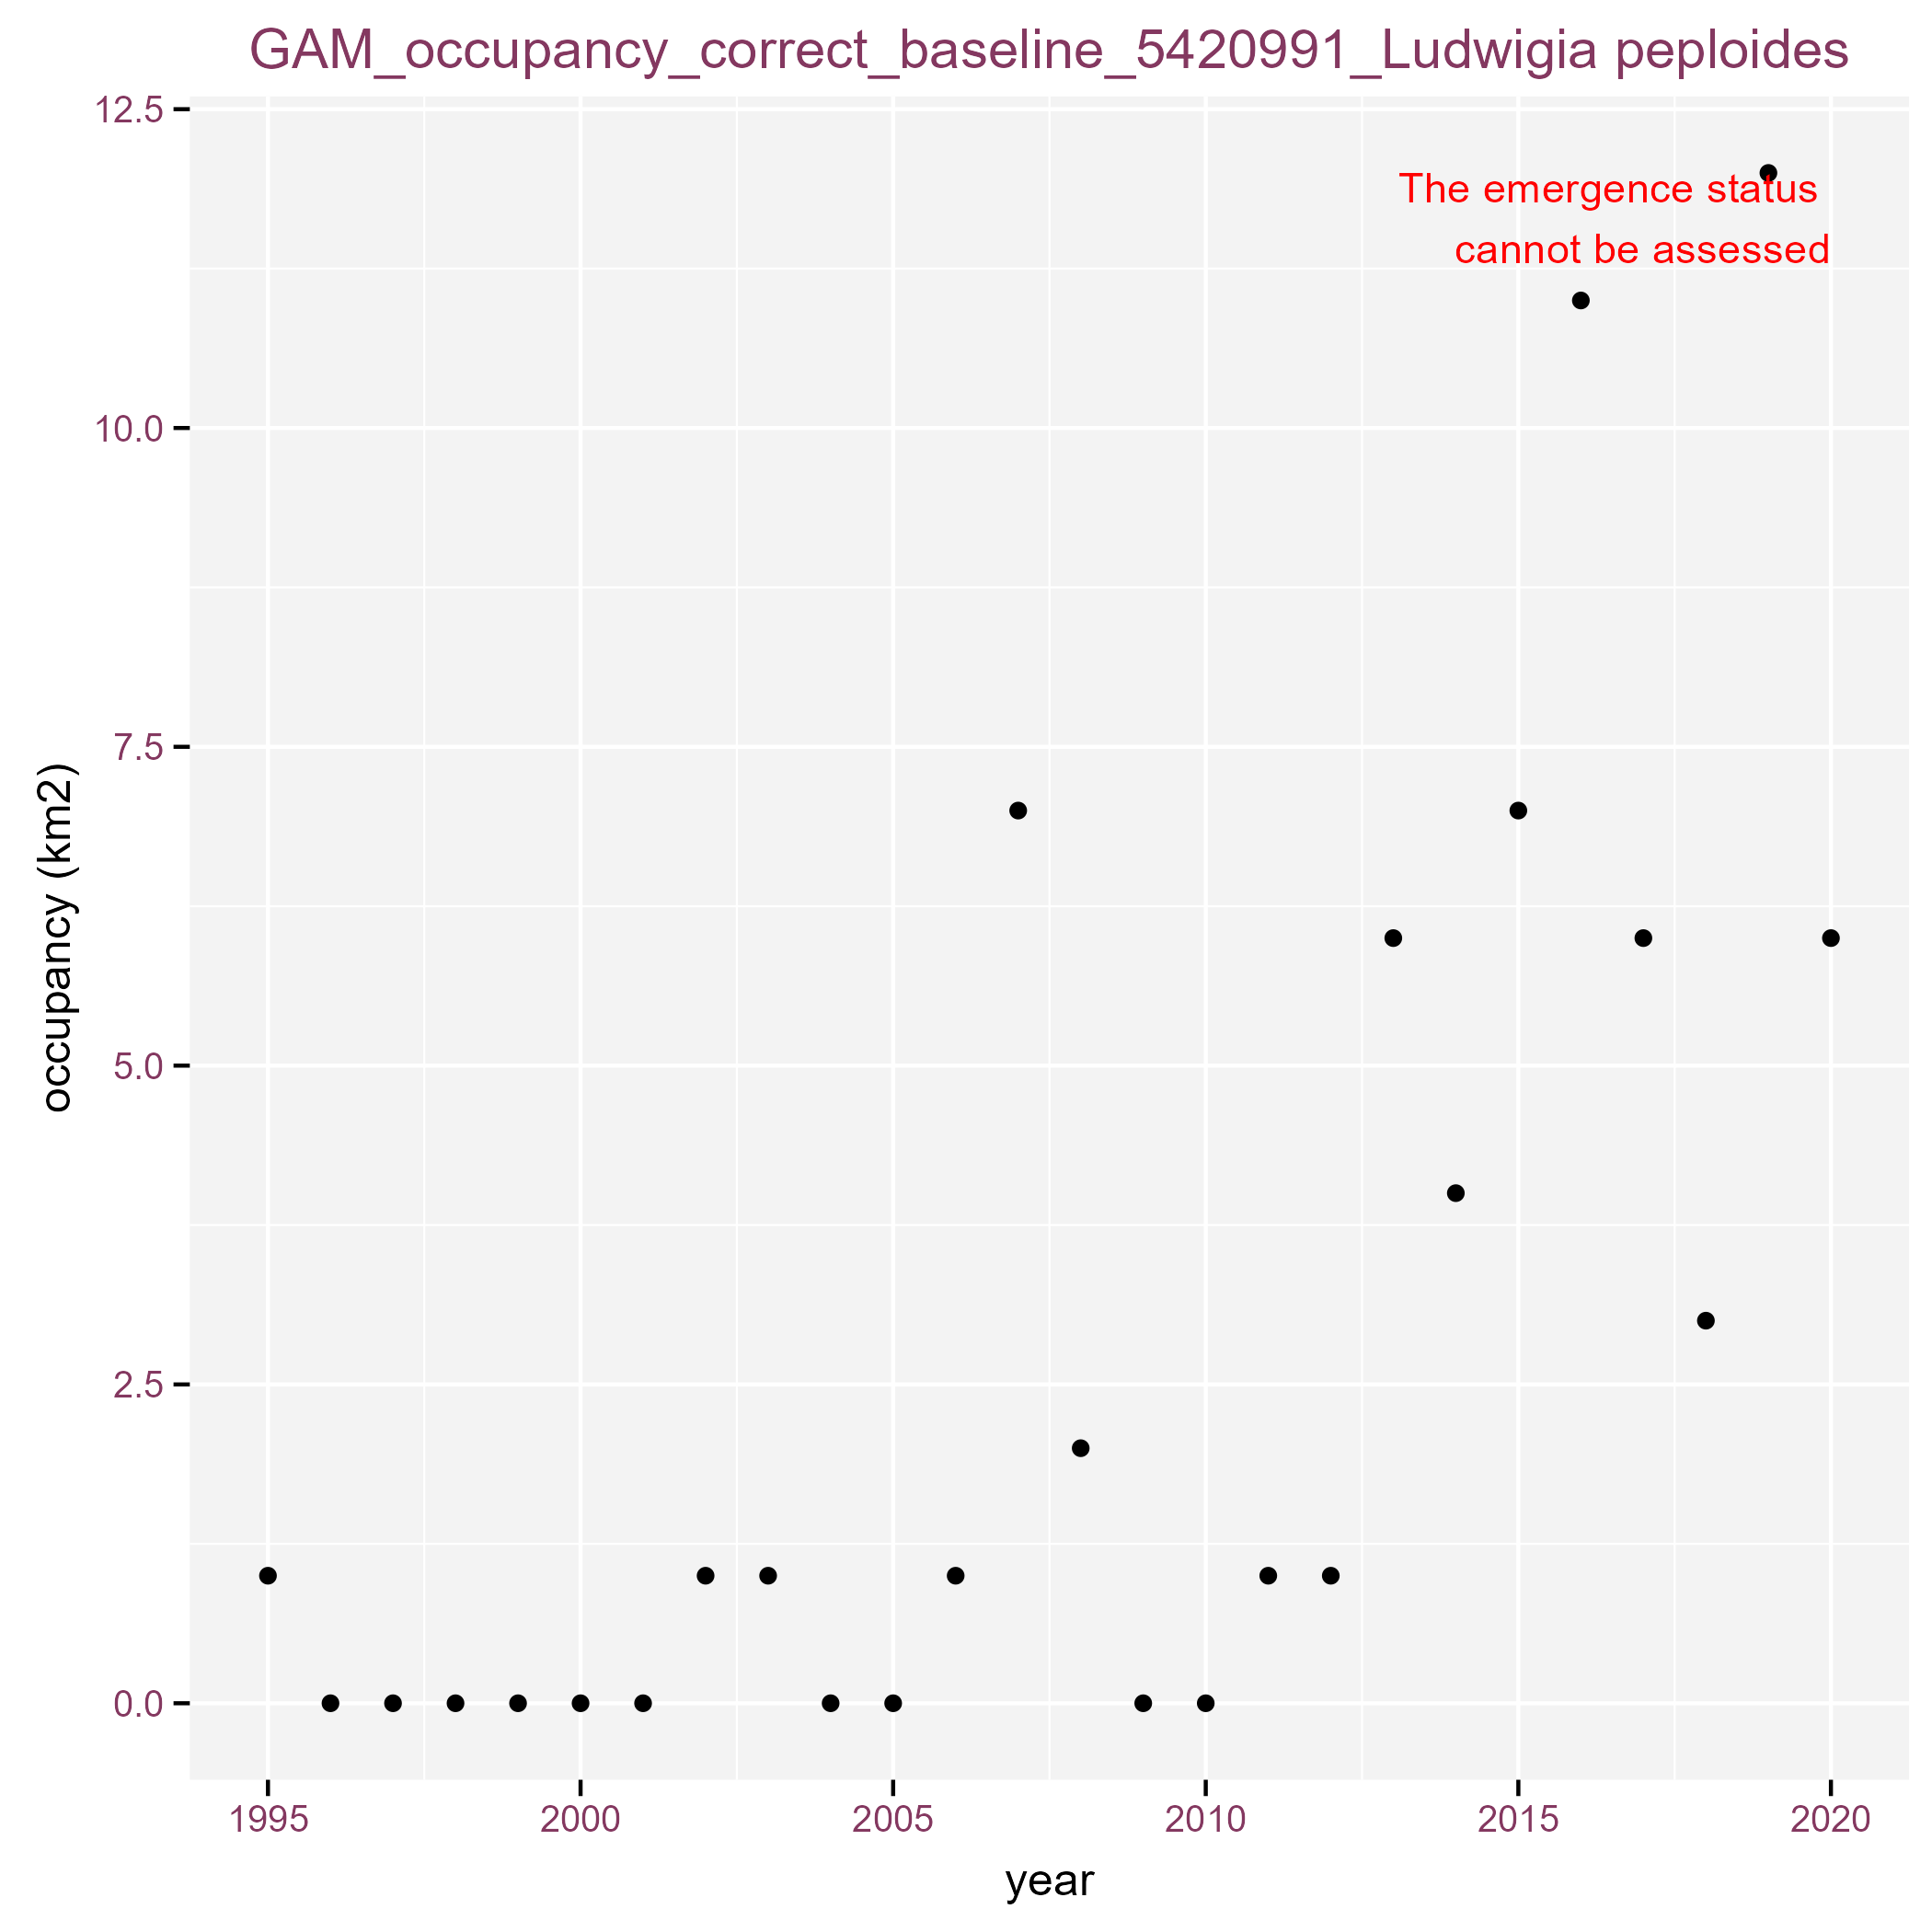 GAM_occupancy_correct_baseline_5420991_Ludwigia peploides
12.5
The emergence status
cannot be assessed
10.0
7.5
occupancy (km2)
5.0
2.5
0.0
1995 2000 2005 2010 2015 2020
year